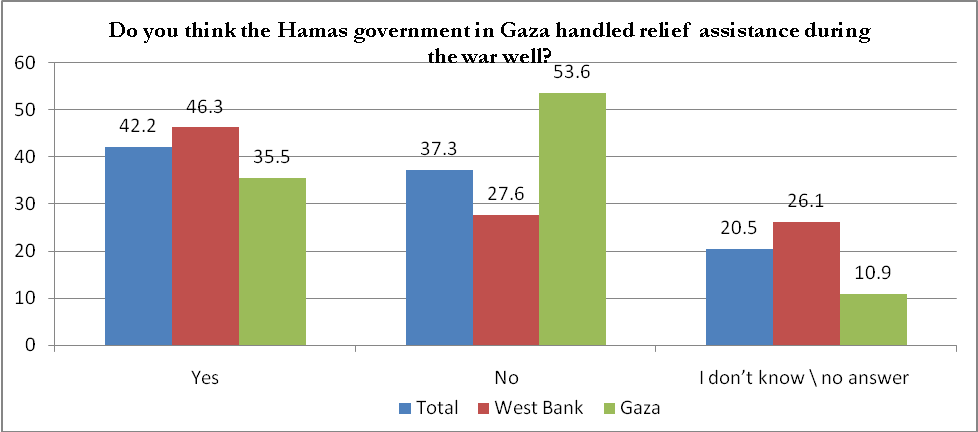 Do you think the Hamas government in Gaza handled relief assistance during
the war well?
60
50
40
30
20
10
0
42.2
46.3
35.5
37.3
27.6
53.6
20.5
26.1
10.9
Yes
No
I don’t know \ no answer
Total
West Bank
Gaza